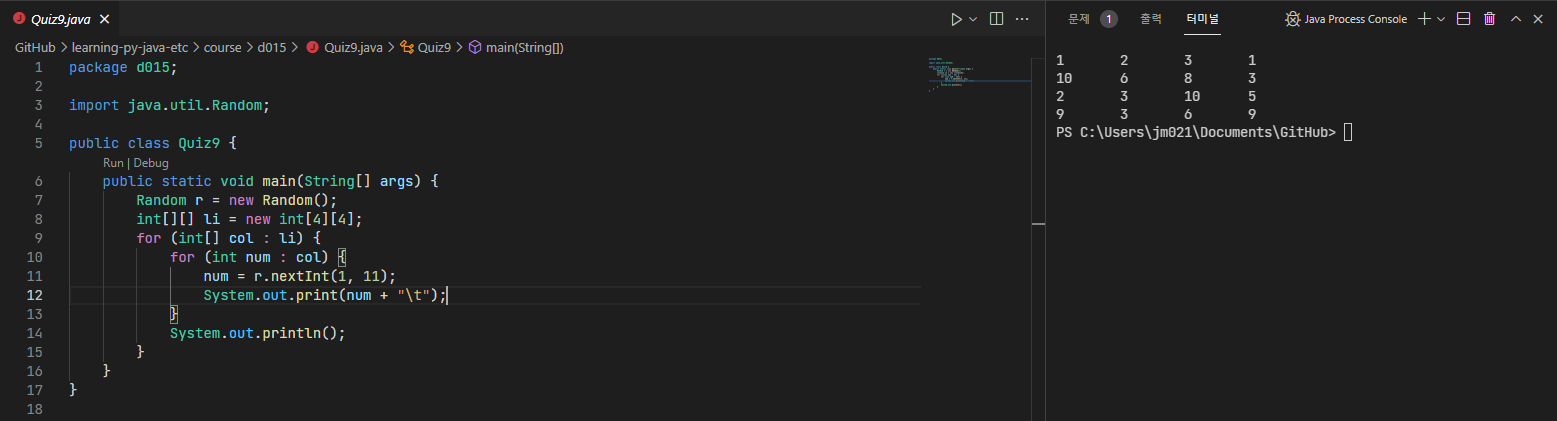 Quiz9.java
GitHub > learning-py-java-etc > course > d015 > Quiz9.java > Quiz9 > main(String[])
1 package d015;
2
3 import java.util.Random;
4
5 public class Quiz9 {
Run | Debug
6 public static void main(String[] args) {
7 Random r = new Random();
8 int[][] li = new int[4][4];
9 for (int[] col : li) {
10 for (int num : col) {
11 num = r.nextInt(1, 11);
12 System.out.print(num + "\t");
13 }
14 System.out.println();
15 }
16 }
17 }
18
문제 1 출력 터미널 Java Process Console
1 2 3 1
10 6 8 3
2 3 10 5
9 3 6 9
PS C:\Users\jm021\Documents\GitHub>